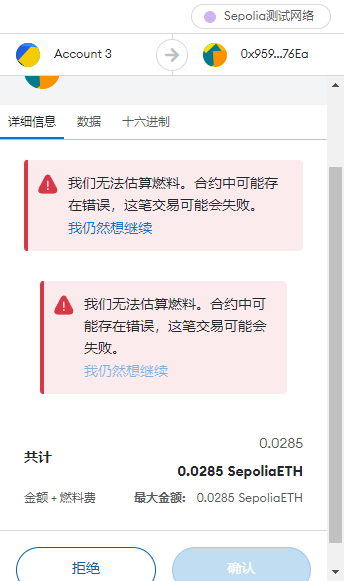 Sepolia测试网络
Account 3
0x959...76Ea
详细信息 数据 十六进制
我们无法估算燃料。合约中可能存
在错误，这笔交易可能会失败。
我仍然想继续
我们无法估算燃料。合约中可
能存在错误，这笔交易可能会
失败。
我仍然想继续
0.0285
共计
0.0285 SepoliaETH
金额 + 燃料费 最大金额: 0.0285 SepoliaETH
拒绝 确认